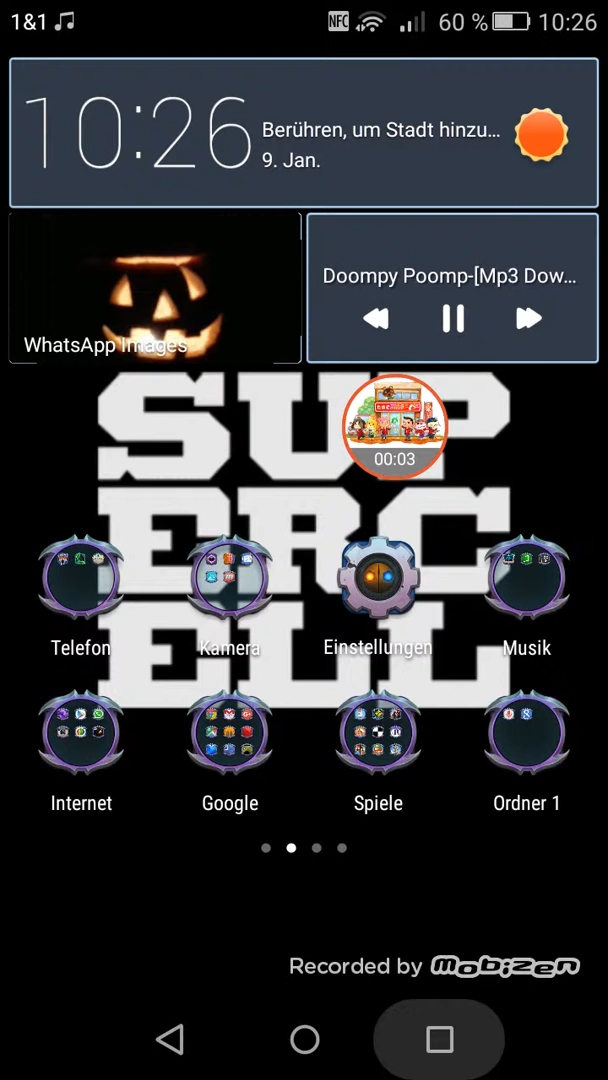 1&1 NFC 60 % 10:26
10:26
Berühren, um Stadt hinzu...
9. Jan.
WhatsApp Images
Doompy Poomp-[Mp3 Dow...
SUP
ERC
ELL
00:03
Telefon Kamera Einstellungen Musik
Internet Google Spiele Ordner 1
Recorded by mobizen